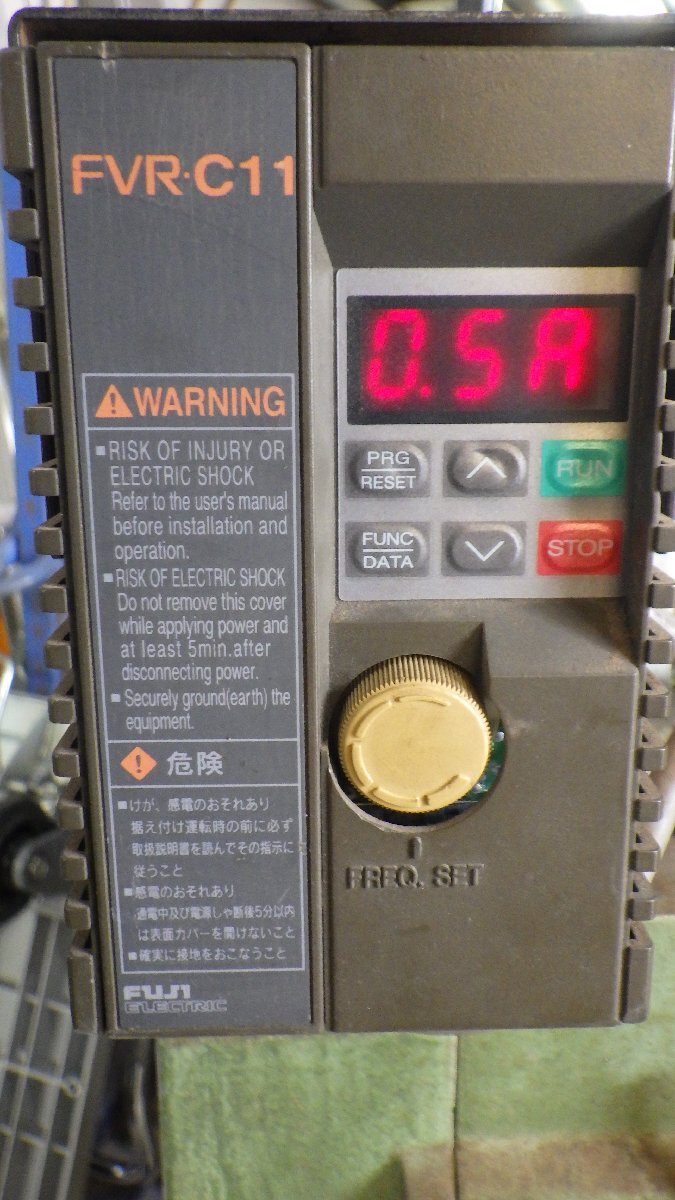 FVR·C11
WARNING
■RISK OF INJURY OR
ELECTRIC SHOCK
Refer to the user's manual
before installation and
operation.
■RISK OF ELECTRIC SHOCK
Do not remove this cover
while applying power and
at least 5min.after
disconnecting power.
■Securely ground(earth) the
equipment.
危険
■けが、感電のおそれあり
据え付け運転時の前に必ず
取扱説明書を読んでその指示に
従うこと
■感電のおそれあり
通電中及び電源しゃ断後5分以内
は表面カバーを開けないこと
■確実に接地をおこなうこと
FUJI
ELECTRIC
0.5A
PRG
RESET
RUN
FUNC
DATA
STOP
FREQ. SET